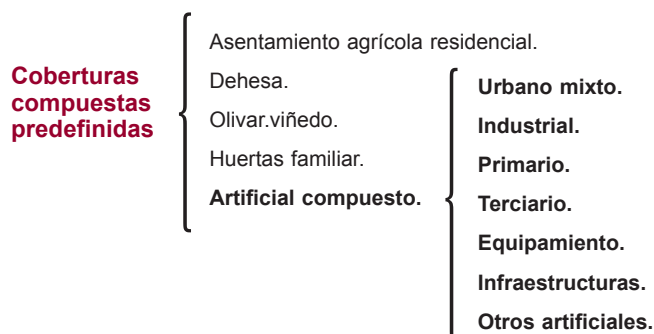 Coberturas
compuestas
predefinidas
Asentamiento agrícola residencial.
Dehesa.
Olivar.viñedo.
Huertas familiar.
Artificial compuesto.
Urbano mixto.
Industrial.
Primario.
Terciario.
Equipamiento.
Infraestructuras.
Otros artificiales.